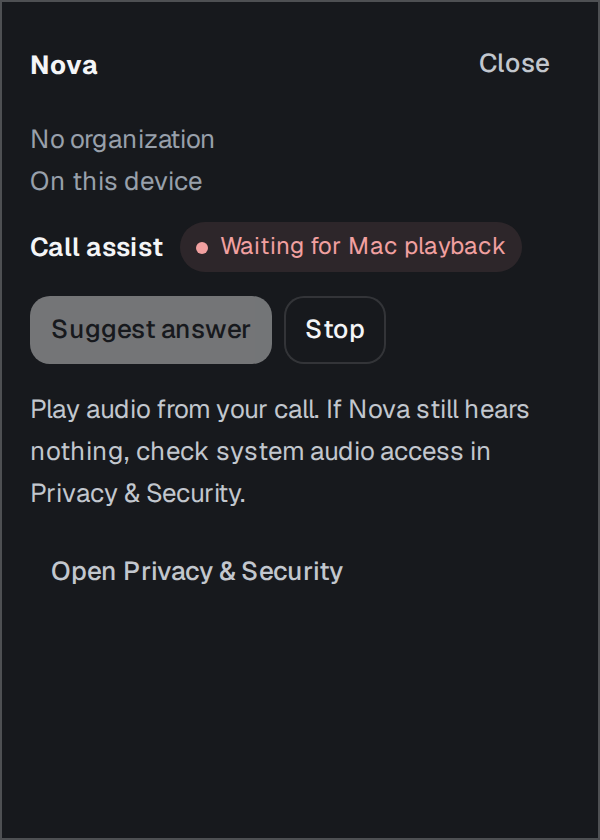 Nova
Close
No organization
On this device
Call assist
Waiting for Mac playback
Suggest answer
Stop
Play audio from your call. If Nova still hears
nothing, check system audio access in
Privacy & Security.
Open Privacy & Security